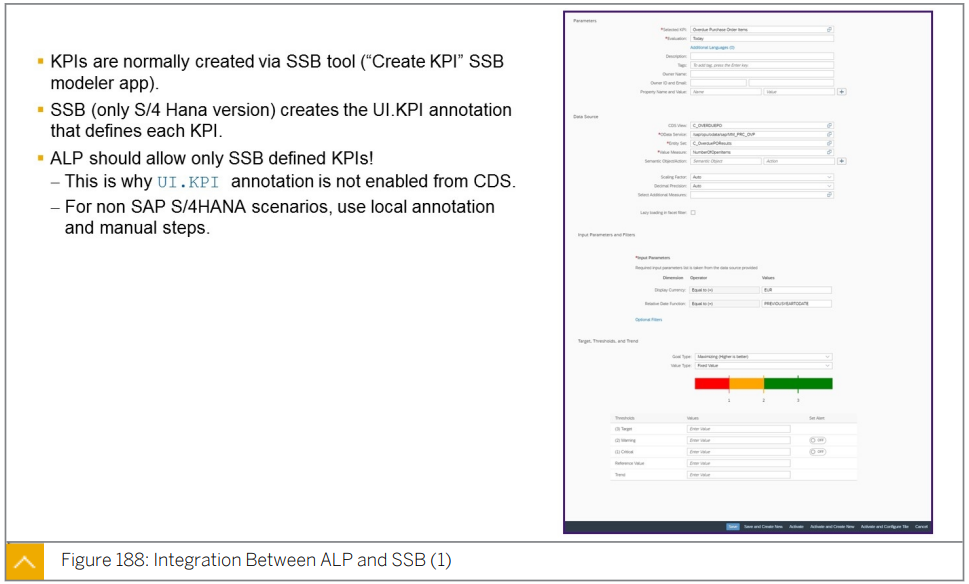 KPIs are normally created via SSB tool (“Create KPI” SSB
modeler app).
SSB (only S/4 Hana version) creates the UI.KPI annotation
that defines each KPI.
ALP should allow only SSB defined KPIs!
– This is why UI.KPI annotation is not enabled from CDS.
– For non SAP S/4HANA scenarios, use local annotation
and manual steps.
Parameters
*Selected KPI: Overdue Purchase Order Items
*Evaluation: Today
Additional Languages (0)
Description:
Tags: To add tag, press the Enter key
Owner Name:
Owner ID and Email:
Property Name and Value: Name Value
Data Source
CDS View: C_OVERDUEPO
*OData Service:
*Entity Set: C_OverduePOResults
*Value Measure: NumberOfOpenItems
Semantic Object/Action: Semantic Object Action
Scaling Factor: Auto
Decimal Precision: Auto
Select Additional Measures:
Lazy loading in facet filter:
Input Parameters and Filters
*Input Parameters
Required input parameters list is taken from the data source provided
Dimension Operator Values
Display Currency: Equal to (=) EUR
Relative Date Function: Equal to (=) PREVIOUSYEARTODATE
Optional Filters
Target, Thresholds, and Trend
Goal Type: Maximizing (Higher is better)
Value Type: Fixed Value
1 2 3
Thresholds Values Set Alert
(3) Target Enter Value
(2) Warning Enter Value OFF
(1) Critical Enter Value OFF
Reference Value Enter Value
Trend Enter Value
Save Save and Create New Activate Activate and Create New Activate and Configure Tile Cancel
Figure 188: Integration Between ALP and SSB (1)